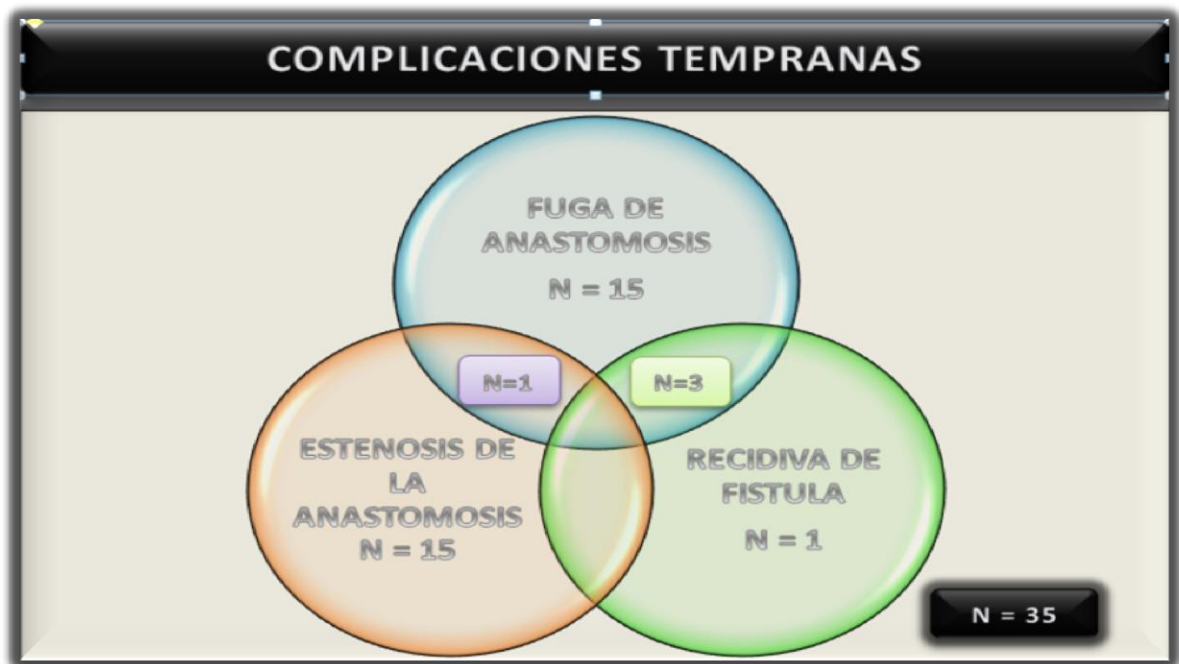 COMPLICACIONES TEMPRANAS
FUGA DE
ANASTOMOSIS
N = 15
N=1
N=3
ESTENOSIS DE
LA
ANASTOMOSIS
N = 15
RECIDIVA DE
FISTULA
N = 1
N = 35